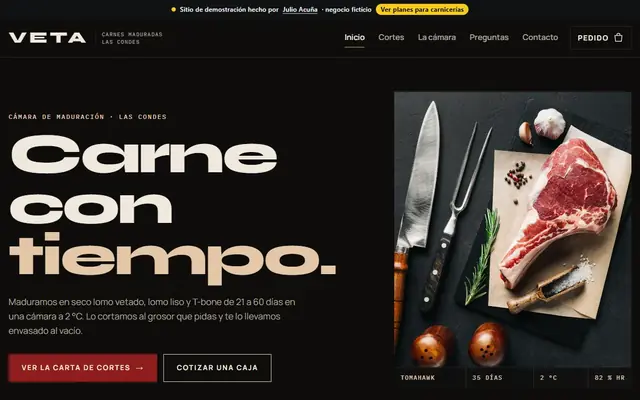 Sitio de demostración hecho por Julio Acuña · negocio ficticio Ver planes para carnicerías
VETA
CARNES MADURADAS
LAS CONDES
Inicio Cortes La cámara Preguntas Contacto PEDIDO
CÁMARA DE MADURACIÓN · LAS CONDES
Carne
con
tiempo.
Maduramos en seco lomo vetado, lomo liso y T-bone de 21 a 60 días en
una cámara a 2 °C. Lo cortamos al grosor que pidas y te lo llevamos
envasado al vacío.
VER LA CARTA DE CORTES →
COTIZAR UNA CAJA
TOMAHAWK 35 DÍAS 2 °C 82 % HR